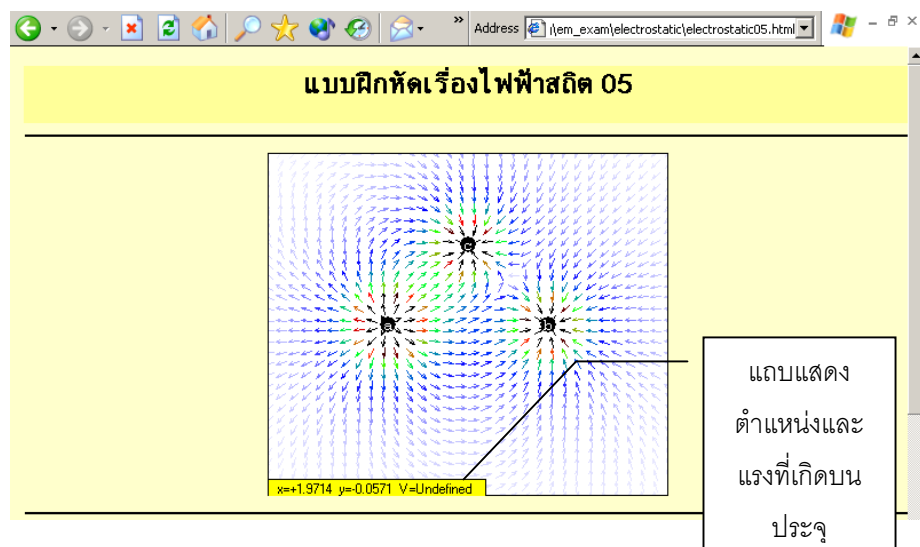 »
Address \em_exam\electrostatic\electrostatic05.html
แบบฝึกหัดเรื่องไฟฟ้าสถิต 05
c
a
b
x=+1.9714 y=-0.0571 V=Undefined
แถบแสดง
ตำแหน่งและ
แรงที่เกิดบน
ประจุ